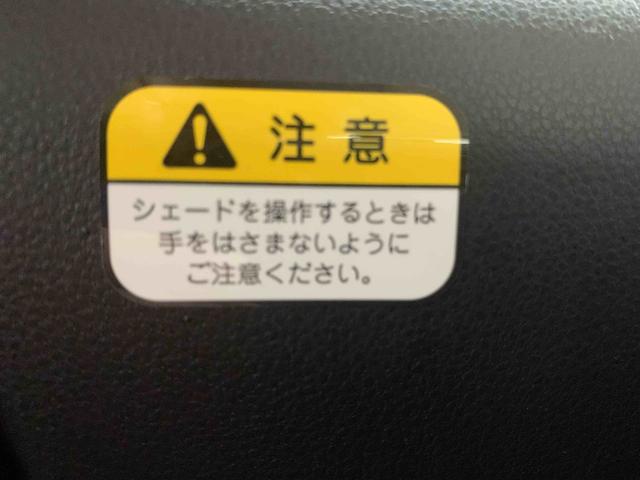 注意
シェードを操作するときは
手をはさまないように
ご注意ください。